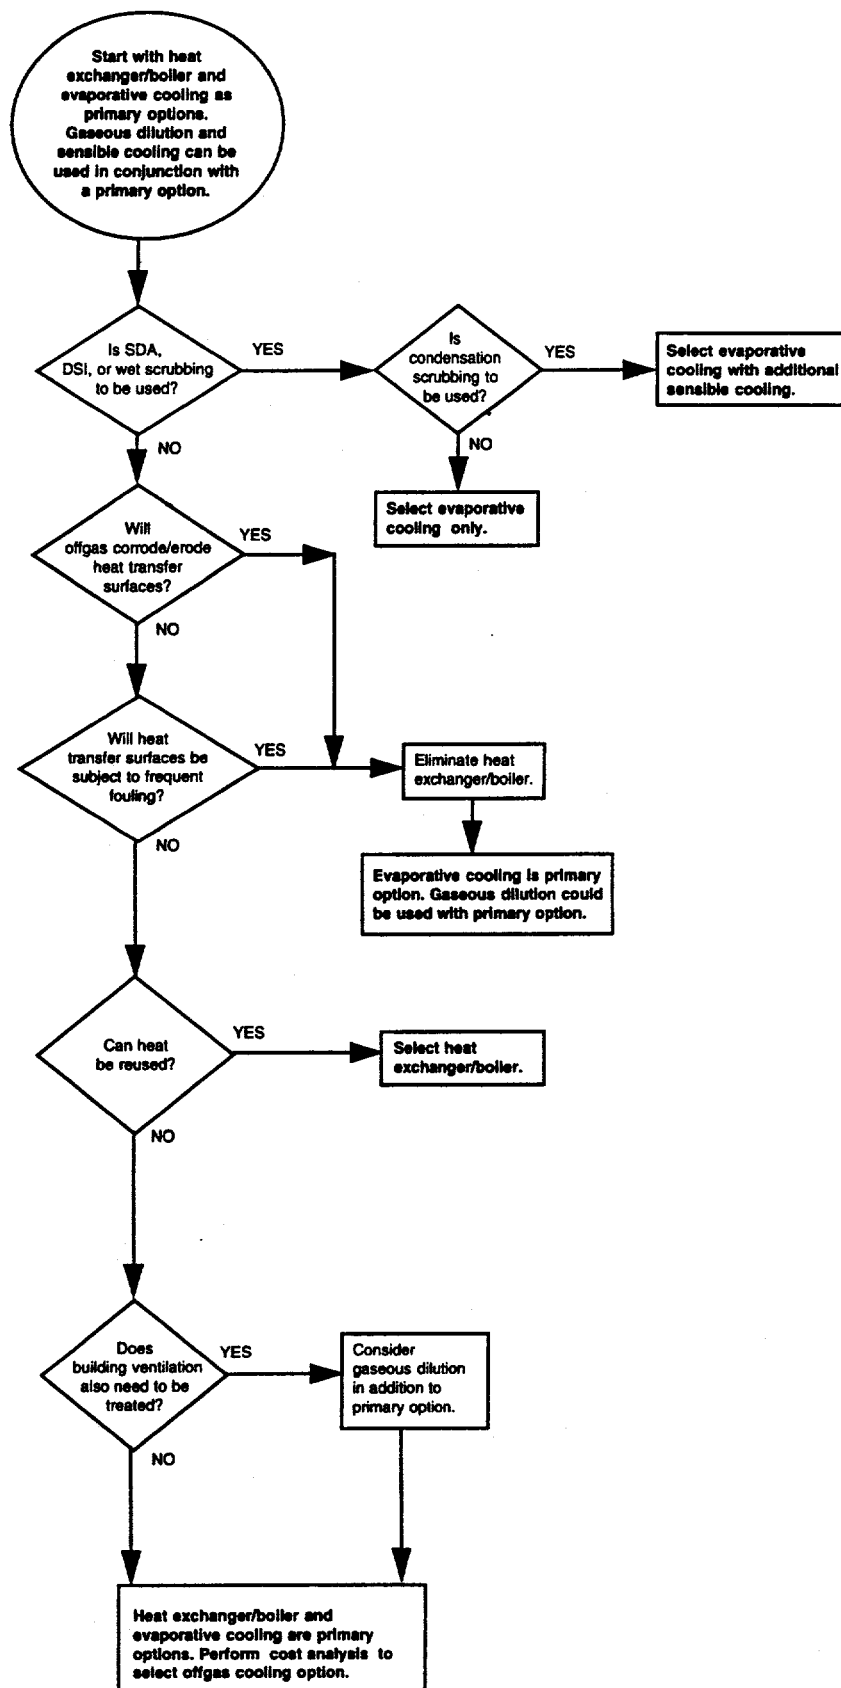 Start with heat
exchanger/boiler and
evaporative cooling as
primary options.
Gaseous dilution and
sensible cooling can be
used in conjunction with
a primary option.
Is SDA,
DSI, or wet scrubbing
to be used?
YES
Is
condensation
scrubbing to
be used?
YES
Select evaporative
cooling with additional
sensible cooling.
NO
NO
Select evaporative
cooling only.
Will
offgas corrode/erode
heat transfer
surfaces?
YES
NO
Will heat
transfer surfaces be
subject to frequent
fouling?
YES
Eliminate heat
exchanger/boiler.
NO
Evaporative cooling is primary
option. Gaseous dilution could
be used with primary option.
Can heat
be reused?
YES
Select heat
exchanger/boiler.
NO
Does
building ventilation
also need to be
treated?
YES
Consider
gaseous dilution
in addition to
primary option.
NO
Heat exchanger/boiler and
evaporative cooling are primary
options. Perform cost analysis to
select offgas cooling option.